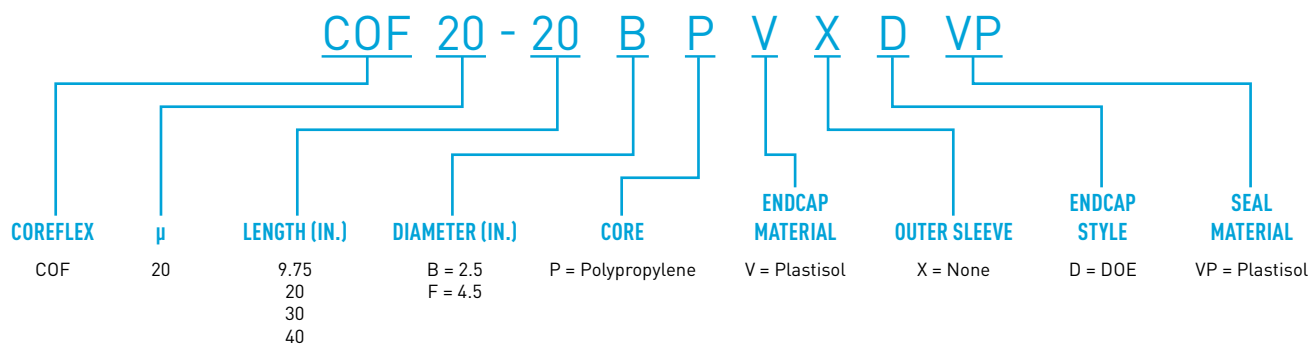 COF 20 - 20 B P V X D VP
COREFLEX
COF
µ
20
LENGTH (IN.)
9.75
20
30
40
DIAMETER (IN.)
B = 2.5
F = 4.5
CORE
P = Polypropylene
ENDCAP
MATERIAL
V = Plastisol
OUTER SLEEVE
X = None
ENDCAP
STYLE
D = DOE
SEAL
MATERIAL
VP = Plastisol